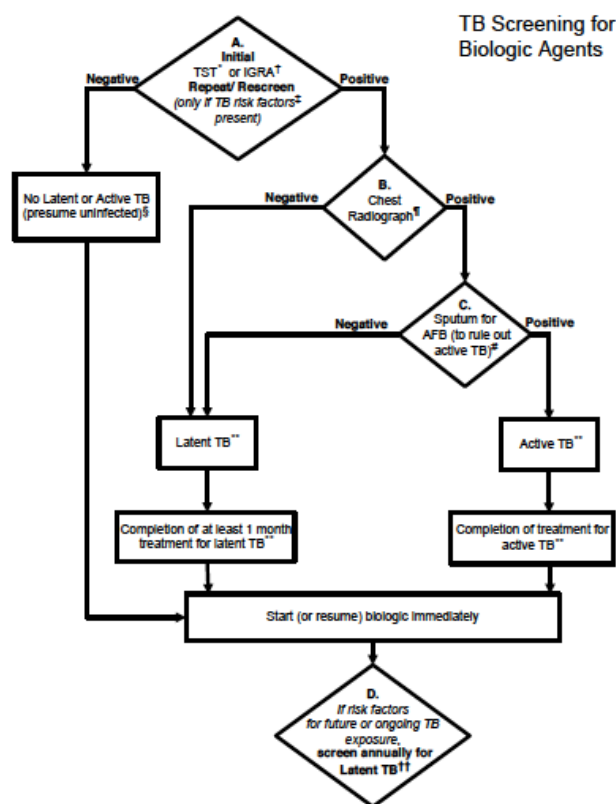 TB Screening for
Biologic Agents
A.
Initial
TST* or IGRA†
Repeat/ Rescreen
(only if TB risk factors‡
present)
Negative
Positive
No Latent or Active TB
(presume uninfected)§
B.
Chest
Radiograph¶
Negative
Positive
C.
Sputum for
AFB (to rule out
active TB)#
Negative
Positive
Latent TB**
Active TB**
Completion of at least 1 month
treatment for latent TB**
Completion of treatment for
active TB**
Start (or resume) biologic immediately
D.
If risk factors
for future or ongoing TB
exposure,
screen annually for
Latent TB††